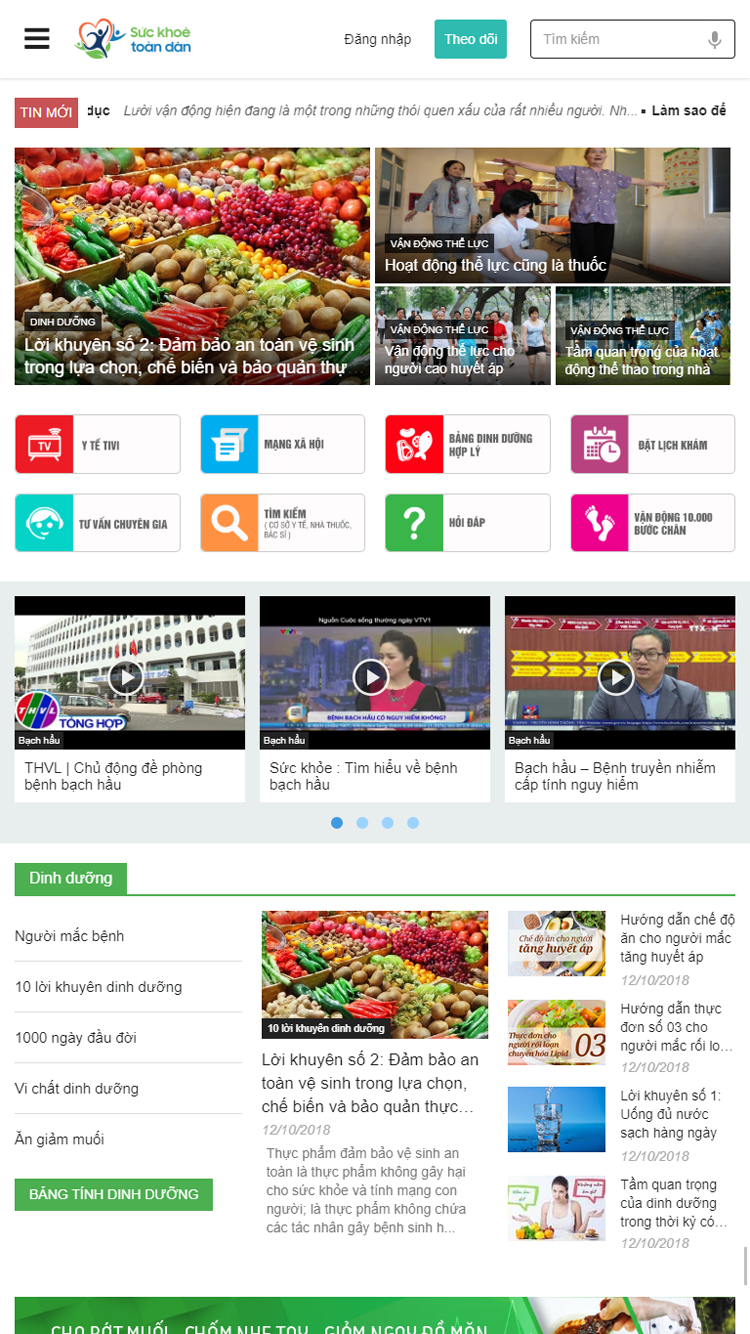 Sức khoẻ
toàn dân
Đăng nhập
Theo dõi
Tìm kiếm
TIN MỚI
dục
Lười vận động hiện đang là một trong những thói quen xấu của rất nhiều người. Nh...
Làm sao để
DINH DƯỠNG
Lời khuyên số 2: Đảm bảo an toàn vệ sinh
trong lựa chọn, chế biến và bảo quản thự...
VẬN ĐỘNG THỂ LỰC
Hoạt động thể lực cũng là thuốc
VẬN ĐỘNG THỂ LỰC
Vận động thể lực cho
người cao huyết áp
VẬN ĐỘNG THỂ LỰC
Tầm quan trọng của hoạt
động thể thao trong nhà
TV
Y TẾ TIVI
MẠNG XÃ HỘI
BẢNG DINH DƯỠNG
HỢP LÝ
ĐẶT LỊCH KHÁM
TƯ VẤN CHUYÊN GIA
TÌM KIẾM
( CƠ SỞ Y TẾ, NHÀ THUỐC,
BÁC SĨ )
HỎI ĐÁP
VẬN ĐỘNG 10.000
BƯỚC CHÂN
THVL
TỔNG HỢP
Bạch hầu
THVL | Chủ động đề phòng
bệnh bạch hầu
Nguồn Cuộc sống thường ngày VTV1
BỆNH BẠCH HẦU CÓ NGUY HIỂM KHÔNG?
Bạch hầu
Sức khỏe : Tìm hiểu về bệnh
bạch hầu
Bạch hầu
Bạch hầu – Bệnh truyền nhiễm
cấp tính nguy hiểm
Dinh dưỡng
Người mắc bệnh
10 lời khuyên dinh dưỡng
1000 ngày đầu đời
Vi chất dinh dưỡng
Ăn giảm muối
BẢNG TÍNH DINH DƯỠNG
10 lời khuyên dinh dưỡng
Lời khuyên số 2: Đảm bảo an
toàn vệ sinh trong lựa chọn,
chế biến và bảo quản thực...
12/10/2018
Thực phẩm đảm bảo vệ sinh an
toàn là thực phẩm không gây hại
cho sức khỏe và tính mạng con
người; là thực phẩm không chứa
các tác nhân gây bệnh sinh h...
Chế độ ăn cho người
tăng huyết áp
Hướng dẫn chế độ
ăn cho người mắc
tăng huyết áp
12/10/2018
Thực đơn cho
người rối loạn
chuyển hóa Lipid
03
Hướng dẫn thực
đơn số 03 cho
người mắc rối lo...
12/10/2018
Lời khuyên số 1:
Uống đủ nước
sạch hàng ngày
12/10/2018
Tầm quan trọng
của dinh dưỡng
trong thời kỳ có...
12/10/2018
CHO BỚT MUỐI - CHẤM NHẸ TAY - GIẢM NGAY ĐỒ MẶN